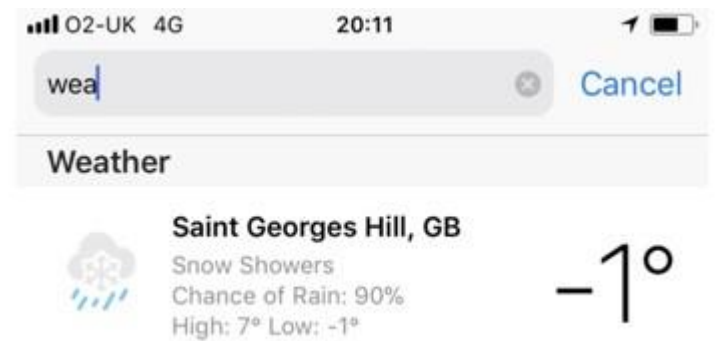 O2-UK 4G 20:11
wea Cancel
Weather
Saint Georges Hill, GB
Snow Showers
Chance of Rain: 90%
High: 7° Low: -1°
-1°